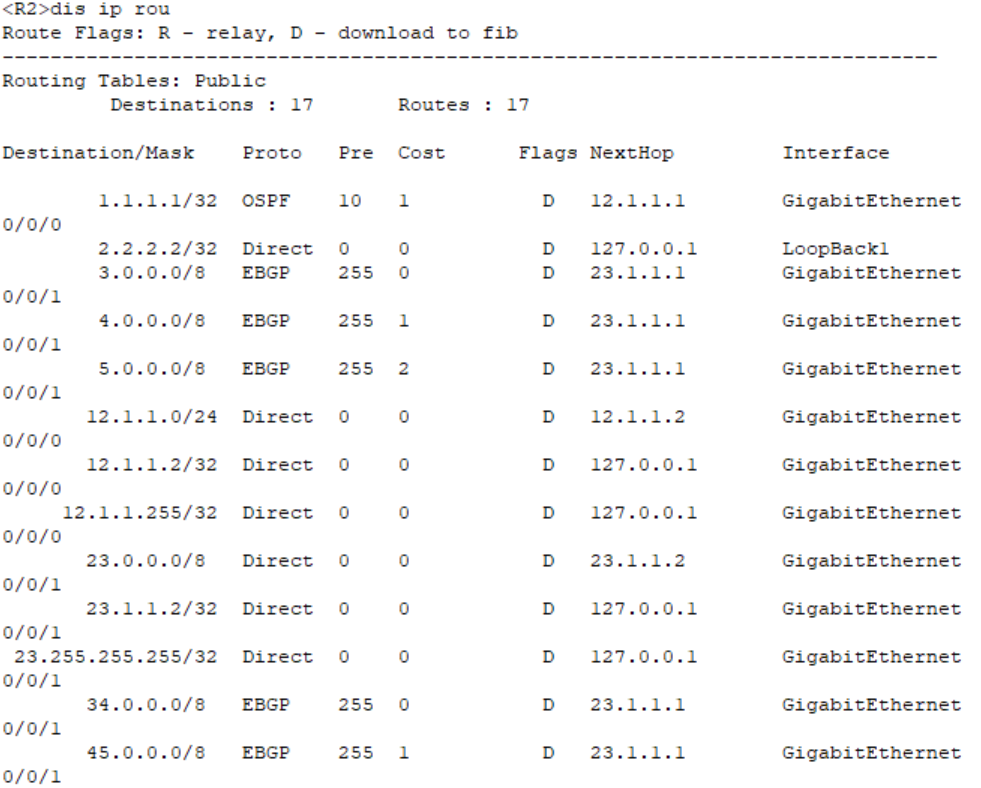 <R2>dis ip rou
Route Flags: R - relay, D - download to fib
------------------------------------------------------------------------------
Routing Tables: Public
         Destinations : 17       Routes : 17

Destination/Mask    Proto   Pre  Cost      Flags NextHop         Interface

        1.1.1.1/32  OSPF    10   1           D   12.1.1.1        GigabitEthernet
0/0/0
        2.2.2.2/32  Direct  0    0           D   127.0.0.1       LoopBack1
        3.0.0.0/8   EBGP    255  0           D   23.1.1.1        GigabitEthernet
0/0/1
        4.0.0.0/8   EBGP    255  1           D   23.1.1.1        GigabitEthernet
0/0/1
        5.0.0.0/8   EBGP    255  2           D   23.1.1.1        GigabitEthernet
0/0/1
       12.1.1.0/24  Direct  0    0           D   12.1.1.2        GigabitEthernet
0/0/0
       12.1.1.2/32  Direct  0    0           D   127.0.0.1       GigabitEthernet
0/0/0
     12.1.1.255/32  Direct  0    0           D   127.0.0.1       GigabitEthernet
0/0/0
       23.0.0.0/8   Direct  0    0           D   23.1.1.2        GigabitEthernet
0/0/1
       23.1.1.2/32  Direct  0    0           D   127.0.0.1       GigabitEthernet
0/0/1
 23.255.255.255/32  Direct  0    0           D   127.0.0.1       GigabitEthernet
0/0/1
       34.0.0.0/8   EBGP    255  0           D   23.1.1.1        GigabitEthernet
0/0/1
       45.0.0.0/8   EBGP    255  1           D   23.1.1.1        GigabitEthernet
0/0/1